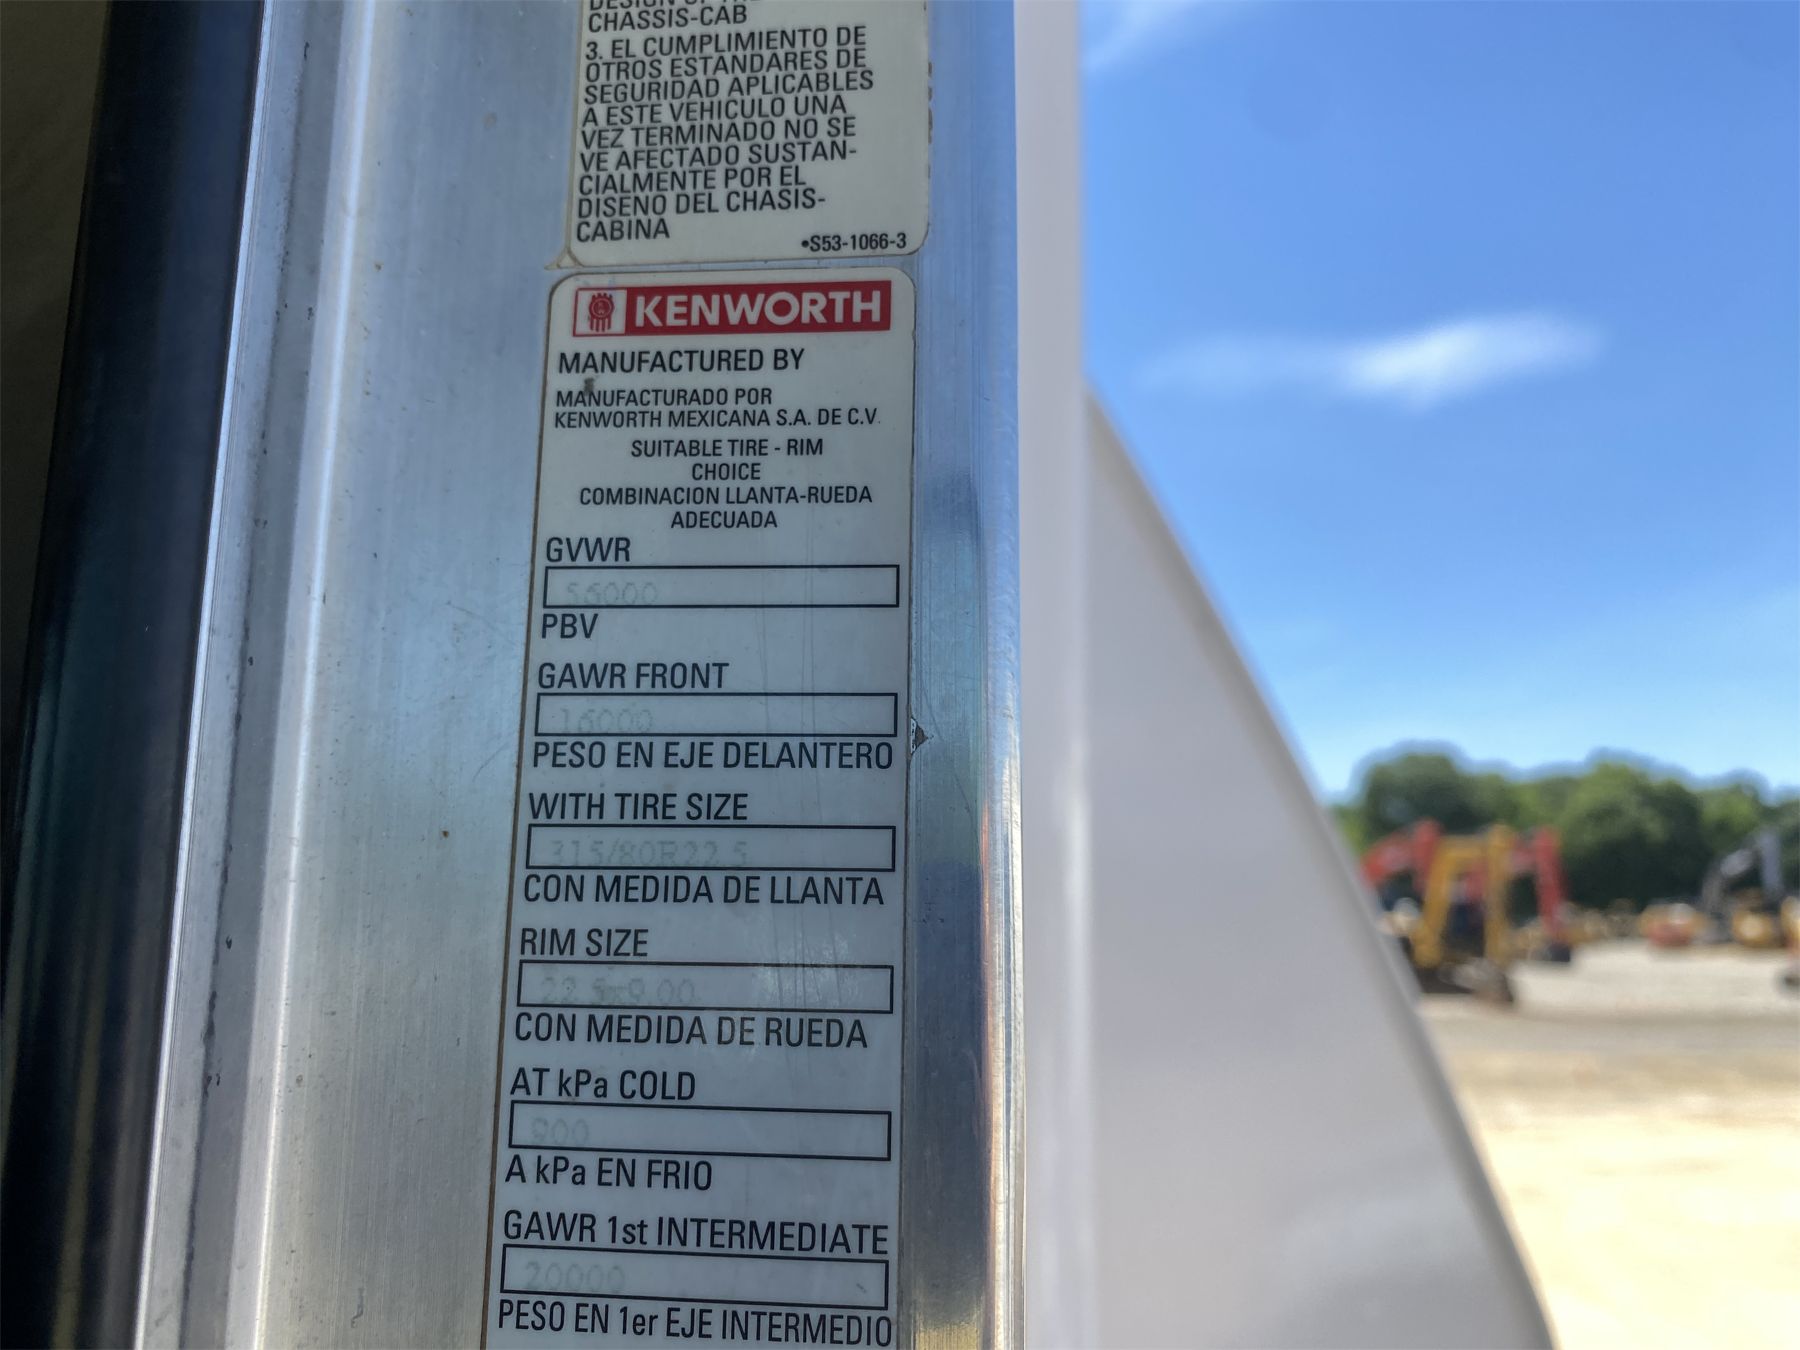 CHASSIS-CAB
3. EL CUMPLIMIENTO DE
OTROS ESTANDARES DE
SEGURIDAD APLICABLES
A ESTE VEHICULO UNA
VEZ TERMINADO NO SE
VE AFECTADO SUSTAN-
CIALMENTE POR EL
DISENO DEL CHASIS-
CABINA
•S53-1066-3
KENWORTH
MANUFACTURED BY
MANUFACTURADO POR
KENWORTH MEXICANA S.A. DE C.V.
SUITABLE TIRE - RIM
CHOICE
COMBINACION LLANTA-RUEDA
ADECUADA
GVWR
56000
PBV
GAWR FRONT
16000
PESO EN EJE DELANTERO
WITH TIRE SIZE
315/80R22.5
CON MEDIDA DE LLANTA
RIM SIZE
22.5x9.00
CON MEDIDA DE RUEDA
AT kPa COLD
A kPa EN FRIO
GAWR 1st INTERMEDIATE
20000
PESO EN 1er EJE INTERMEDIO